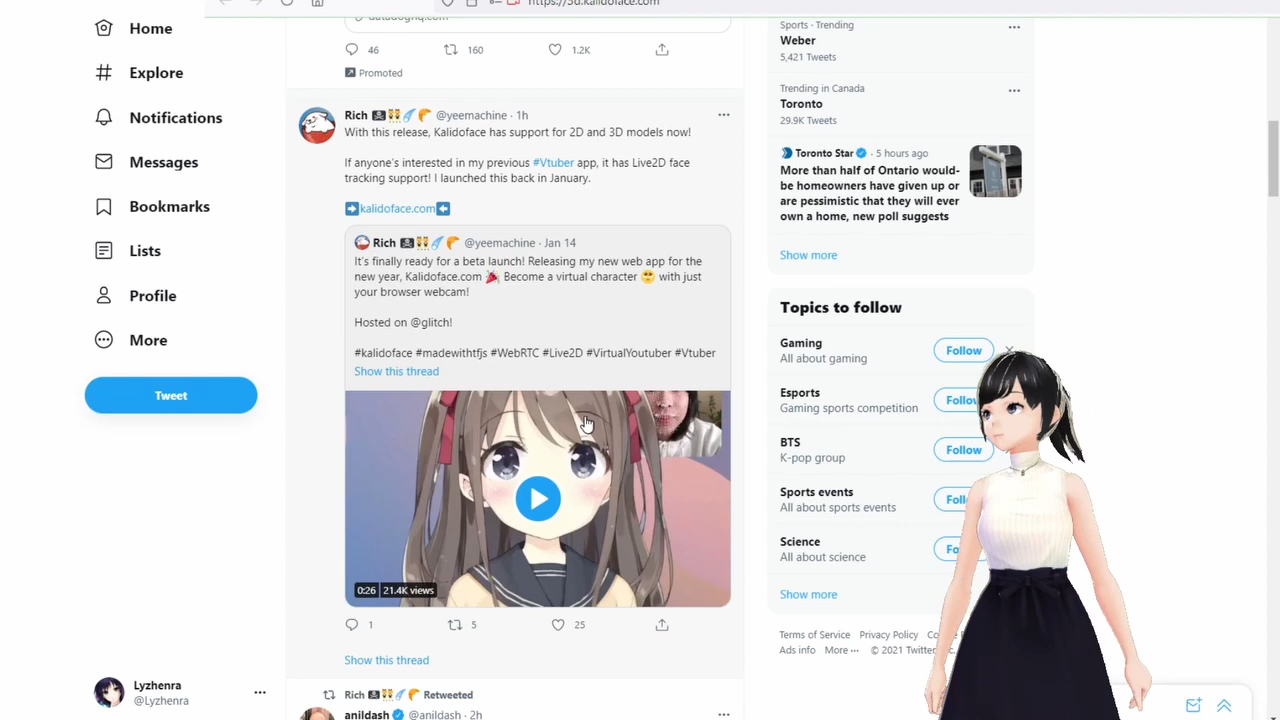 https://3d.kalidoface.com
Home
Explore
Notifications
Messages
Bookmarks
Lists
Profile
More
Tweet
Lyzhenra
@Lyzhenra
datadoghq.com
46 160 1.2K
Promoted
Rich @yeemachine · 1h
With this release, Kalidoface has support for 2D and 3D models now!
If anyone's interested in my previous #Vtuber app, it has Live2D face
tracking support! I launched this back in January.
➡kalidoface.com⬅
Rich @yeemachine · Jan 14
It's finally ready for a beta launch! Releasing my new web app for the
new year, Kalidoface.com 🎉 Become a virtual character with just
your browser webcam!
Hosted on @glitch!
#kalidoface #madewithtfjs #WebRTC #Live2D #VirtualYoutuber #Vtuber
Show this thread
0:26 21.4K views
1 5 25
Show this thread
Rich Retweeted
anildash @anildash · 2h
Sports · Trending
Weber
5,421 Tweets
Trending in Canada
Toronto
29.9K Tweets
Toronto Star · 5 hours ago
More than half of Ontario would-
be homeowners have given up or
are pessimistic that they will ever
own a home, new poll suggests
Show more
Topics to follow
Gaming
All about gaming
Follow
Esports
Gaming sports competition
BTS
K-pop group
Follow
Sports events
All about sports events
Science
All about science
Show more
Terms of Service Privacy Policy
Ads info More ··· © 2021 Twitter